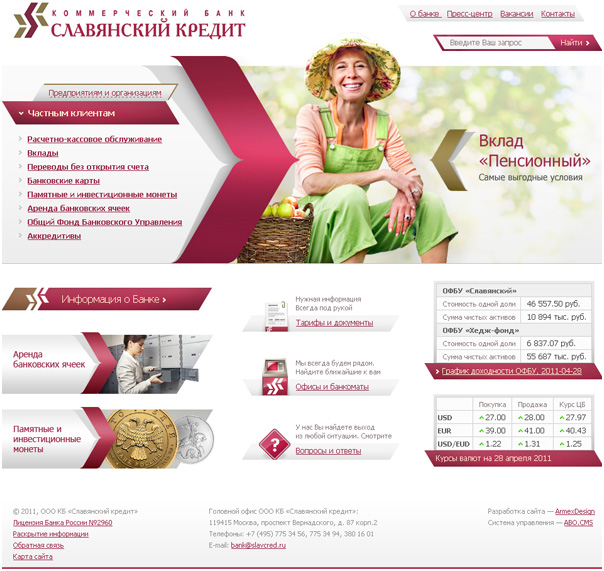 КОММЕРЧЕСКИЙ БАНК
СЛАВЯНСКИЙ КРЕДИТ
О банке Пресс-центр Вакансии Контакты
Введите Ваш запрос Найти
Предприятиям и организациям
Частным клиентам
Расчетно-кассовое обслуживание
Вклады
Переводы без открытия счета
Банковские карты
Памятные и инвестиционные монеты
Аренда банковских ячеек
Общий Фонд Банковского Управления
Аккредитивы
Вклад
«Пенсионный»
Самые выгодные условия
Информация о Банке
Аренда
банковских ячеек
Памятные и
инвестиционные
монеты
Нужная информация
Всегда под рукой
Тарифы и документы
Мы всегда будем рядом.
Найдите ближайшие к вам
Офисы и банкоматы
У нас Вы найдете выход
из любой ситуации. Смотрите
Вопросы и ответы
ОФБУ «Славянский»
Стоимость одной доли 46 557.50 руб.
Сумма чистых активов 10 894 тыс. руб.
ОФБУ «Хедж-фонд»
Стоимость одной доли 6 837.07 руб.
Сумма чистых активов 55 687 тыс. руб.
График доходности ОФБУ, 2011-04-28
Покупка Продажа Курс ЦБ
USD 27.00 28.00 27.97
EUR 39.00 41.00 40.43
USD/EUR 1.22 1.31 1.25
Курсы валют на 28 апреля 2011
© 2011, ООО КБ «Славянский кредит»
Лицензия Банка России №2960
Раскрытие информации
Обратная связь
Карта сайта
Головной офис ООО КБ «Славянский кредит»:
119415 Москва, проспект Вернадского, д. 87 корп.2
Телефоны: +7 (495) 775 34 56, 775 34 94, 380 16 01
E-mail: bank@slavcred.ru
Разработка сайта — ArmexDesign
Система управления — ABO.CMS